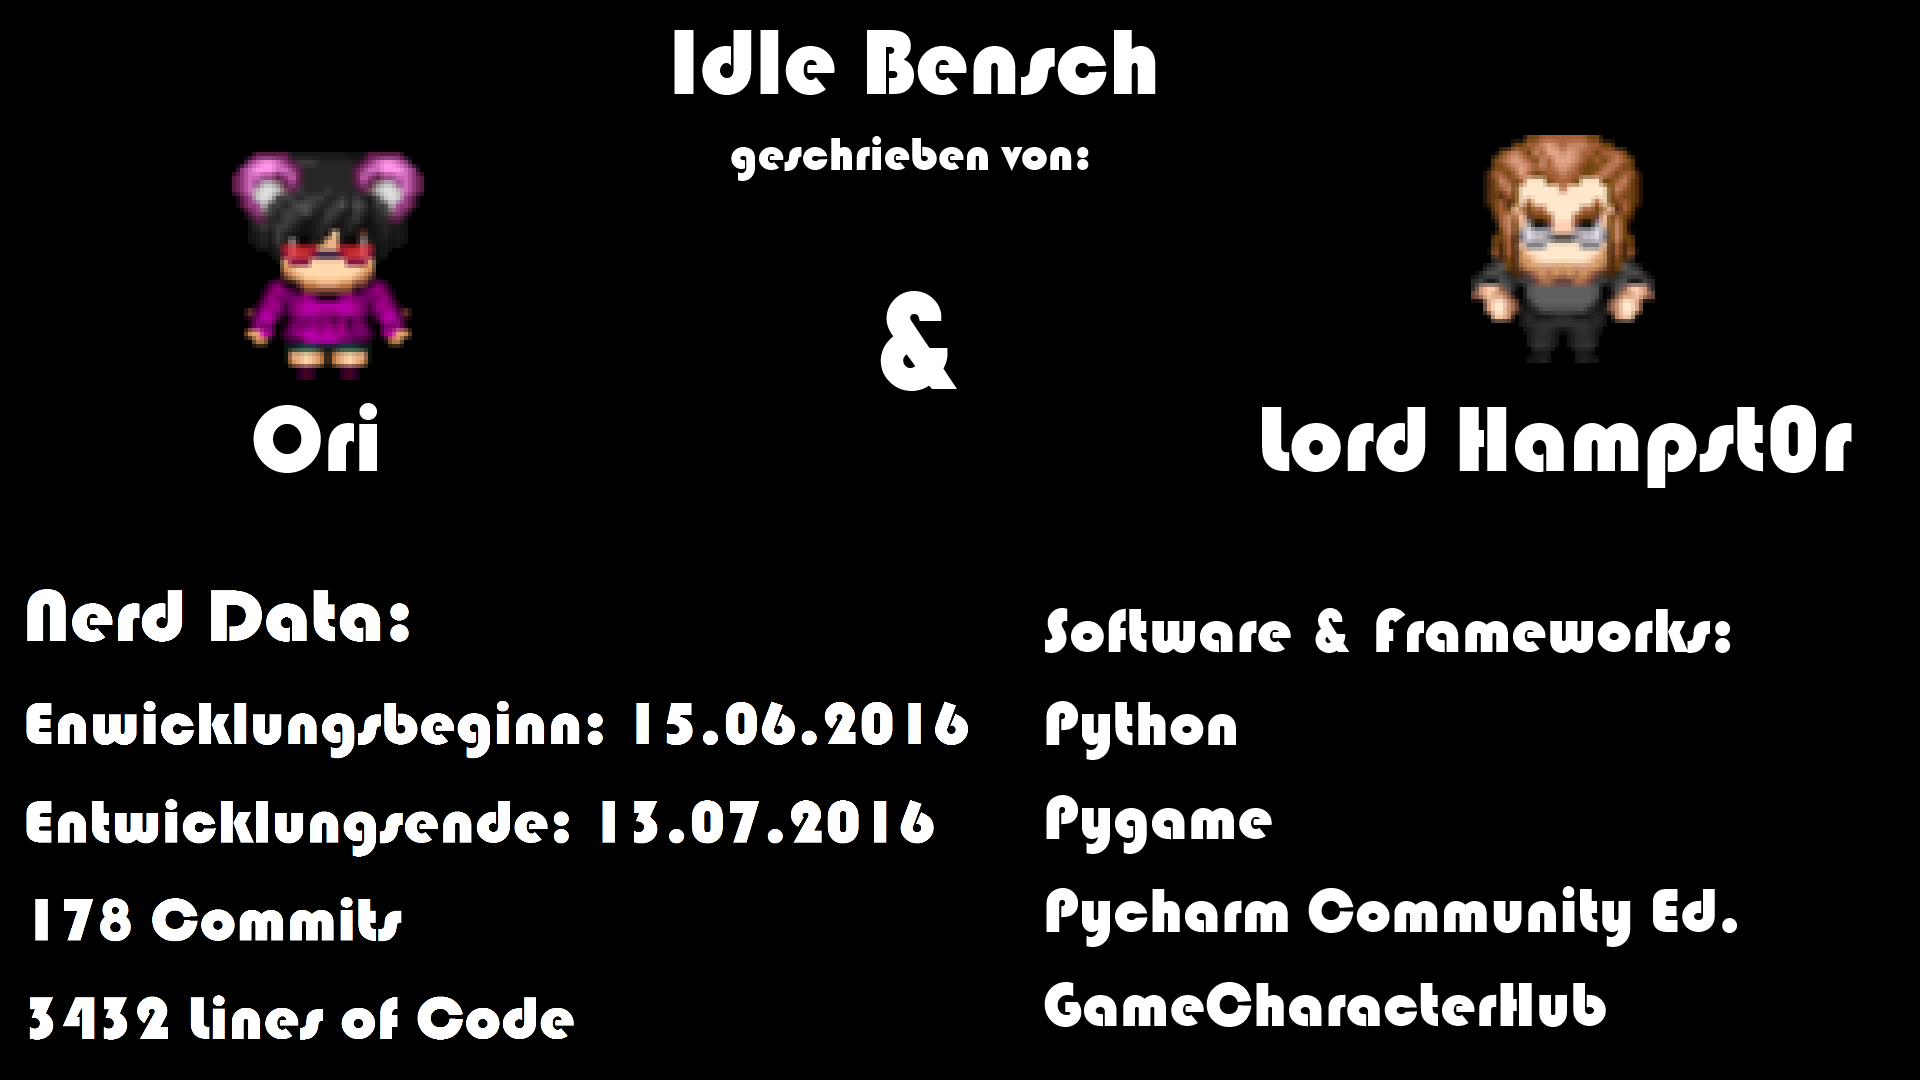 Idle Bensch
geschrieben von:
&
Ori
Lord Hampst0r
Nerd Data:
Enwicklungsbeginn: 15.06.2016
Entwicklungsende: 13.07.2016
178 Commits
3432 Lines of Code
Software & Frameworks:
Python
Pygame
Pycharm Community Ed.
GameCharacterHub